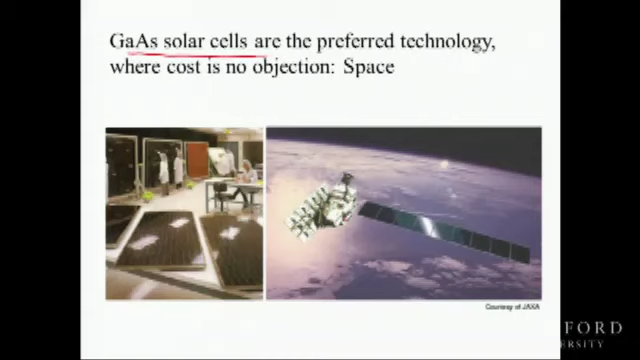 GaAs solar cells are the preferred technology,
where cost is no objection: Space
Courtesy of JAXA
FORD
ERSITY